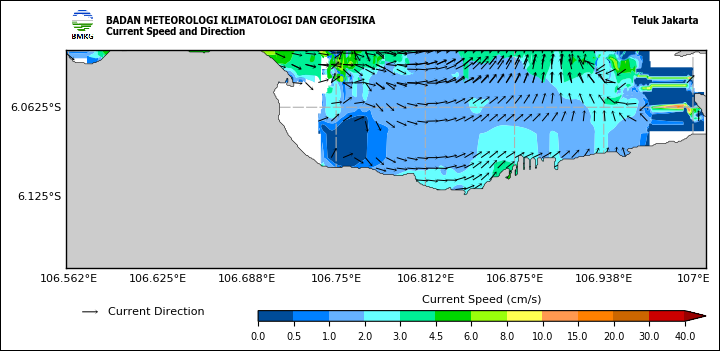 BMKG
BADAN METEOROLOGI KLIMATOLOGI DAN GEOFISIKA
Current Speed and Direction
Teluk Jakarta
6.0625°S
6.125°S
106.562°E 106.625°E 106.688°E 106.75°E 106.812°E 106.875°E 106.938°E 107°E
Current Direction
Current Speed (cm/s)
0.0 0.5 1.0 2.0 3.0 4.5 6.0 8.0 10.0 15.0 20.0 30.0 40.0